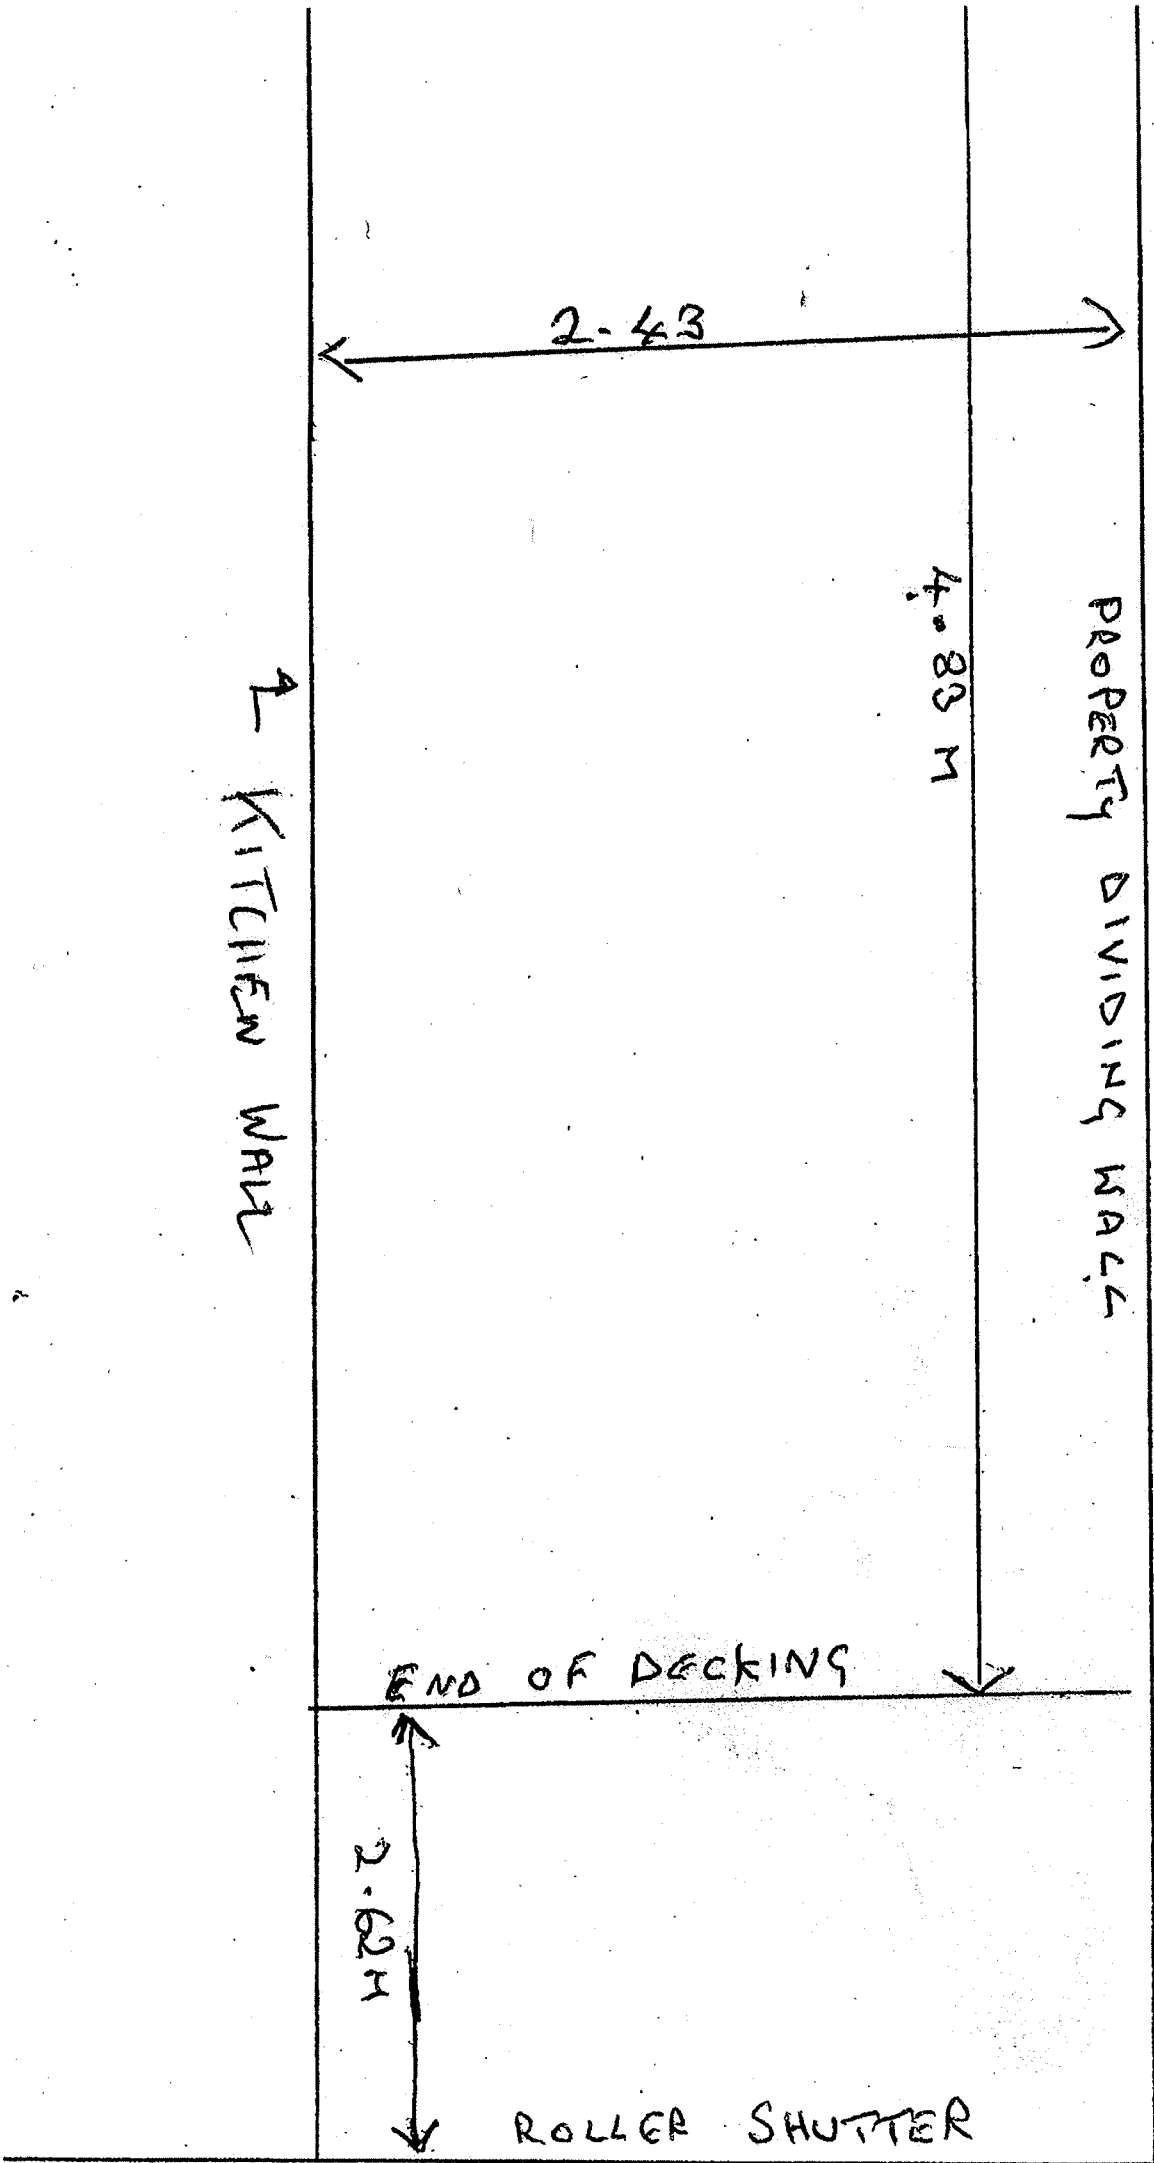 2.43
4.83 M
PROPERTY DIVIDING WALL
KITCHEN WALL
END OF DECKING
2.62M
ROLLER SHUTTER